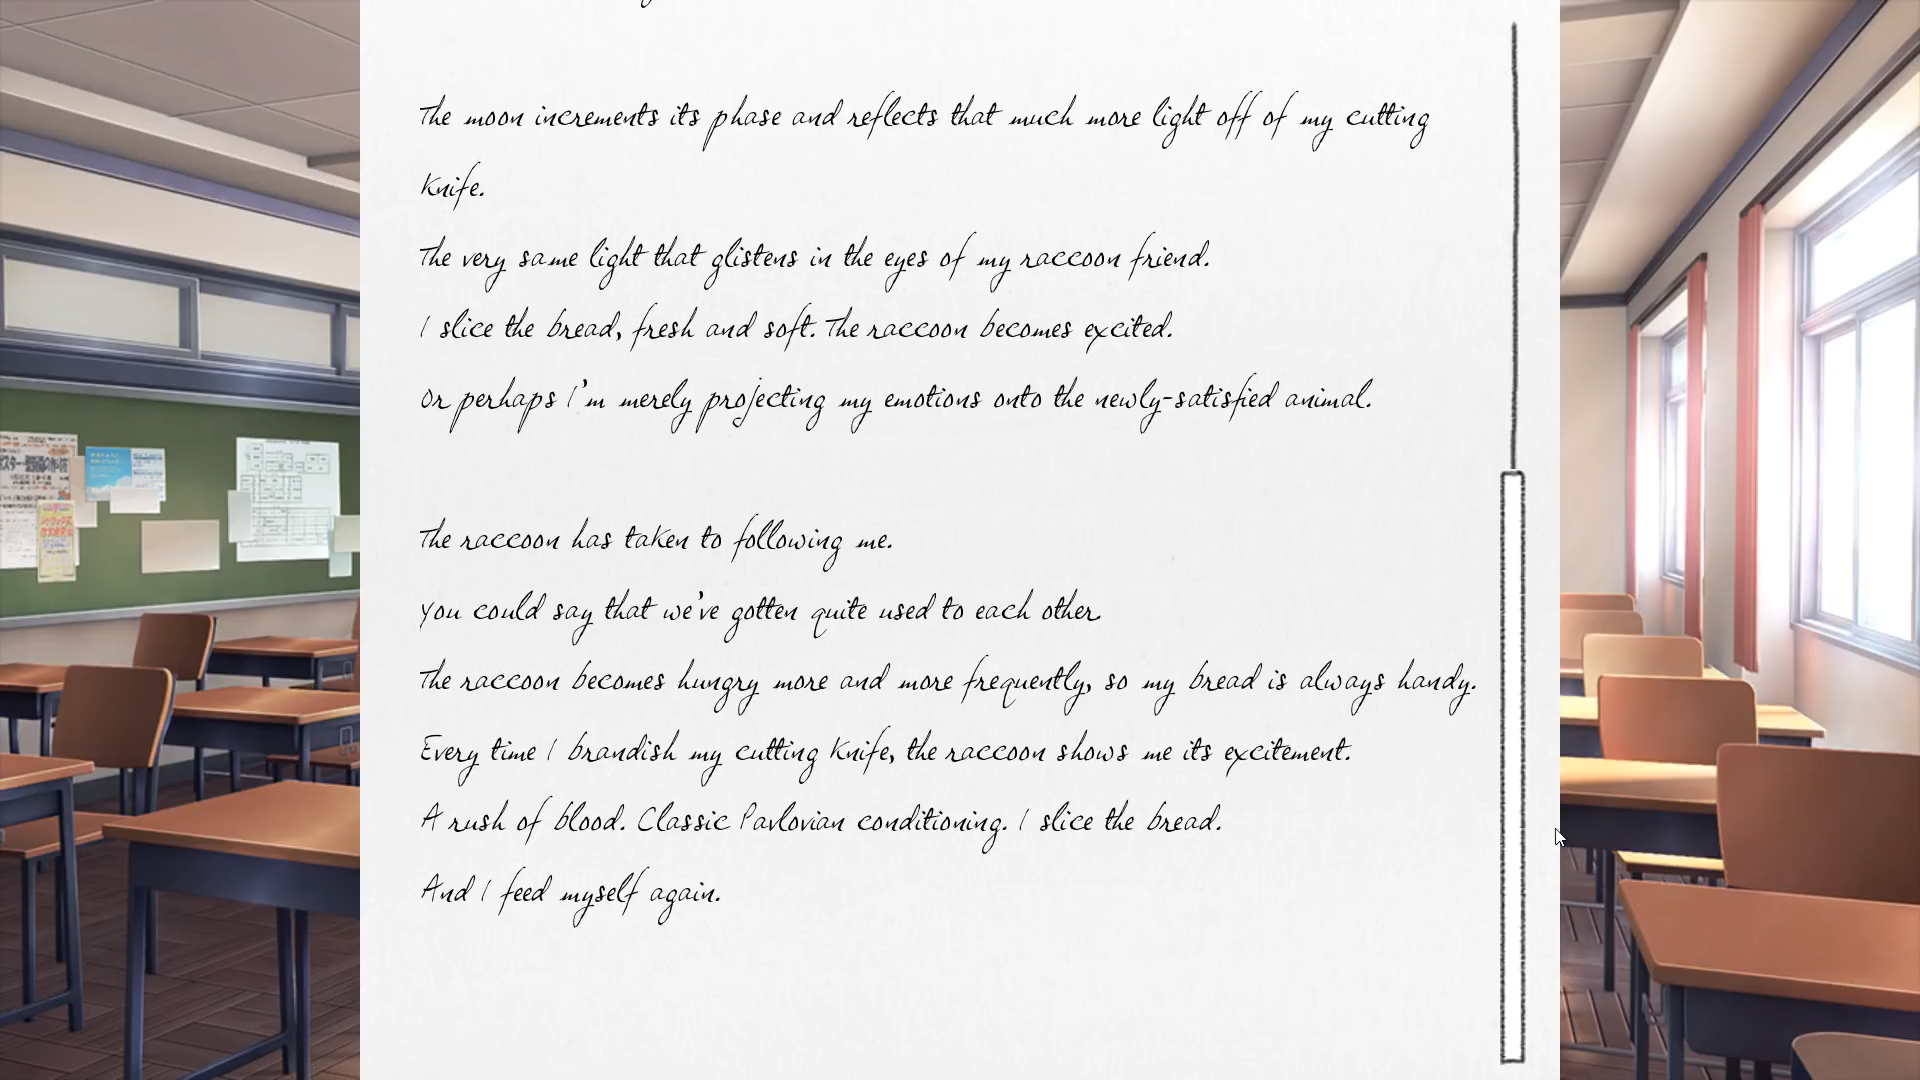 The moon increments its phase and reflects that much more light off of my cutting
knife.
The very same light that glistens in the eyes of my raccoon friend.
I slice the bread, fresh and soft. The raccoon becomes excited.
Or perhaps I'm merely projecting my emotions onto the newly-satisfied animal.
The raccoon has taken to following me.
You could say that we've gotten quite used to each other.
The raccoon becomes hungry more and more frequently, so my bread is always handy.
Every time I brandish my cutting knife, the raccoon shows me its excitement.
A rush of blood. Classic Pavlovian conditioning. I slice the bread.
And I feed myself again.